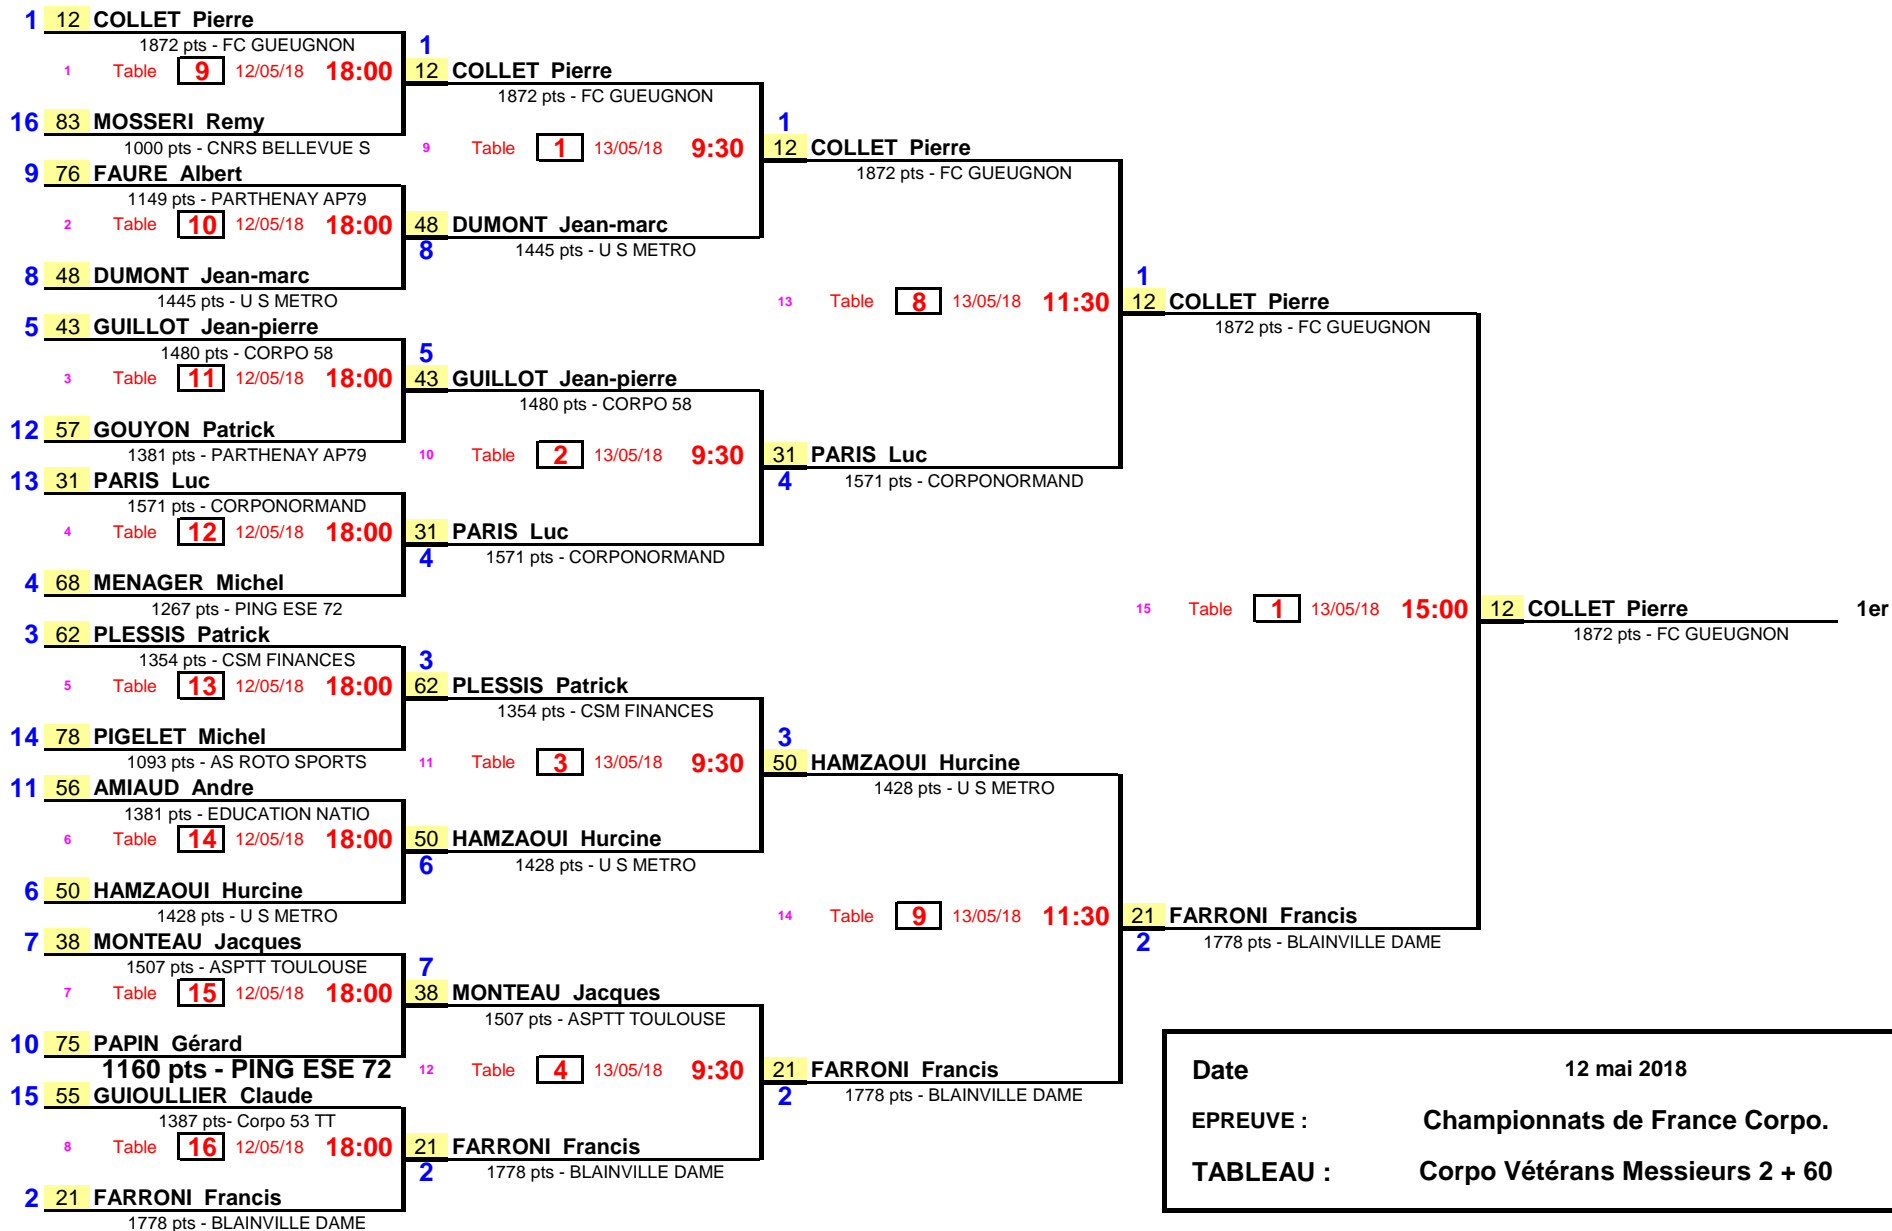 1 12 COLLET Pierre
1872 pts - FC GUEUGNON
1 Table 9 12/05/18 18:00
16 83 MOSSERI Remy
1000 pts - CNRS BELLEVUE S
9 76 FAURE Albert
1149 pts - PARTHENAY AP79
2 Table 10 12/05/18 18:00
8 48 DUMONT Jean-marc
1445 pts - U S METRO
5 43 GUILLOT Jean-pierre
1480 pts - CORPO 58
3 Table 11 12/05/18 18:00
12 57 GOUYON Patrick
1381 pts - PARTHENAY AP79
13 31 PARIS Luc
1571 pts - CORPONORMAND
4 Table 12 12/05/18 18:00
4 68 MENAGER Michel
1267 pts - PING ESE 72
3 62 PLESSIS Patrick
1354 pts - CSM FINANCES
5 Table 13 12/05/18 18:00
14 78 PIGELET Michel
1093 pts - AS ROTO SPORTS
11 56 AMIAUD Andre
1381 pts - EDUCATION NATIO
6 Table 14 12/05/18 18:00
6 50 HAMZAOUI Hurcine
1428 pts - U S METRO
7 38 MONTEAU Jacques
1507 pts - ASPTT TOULOUSE
7 Table 15 12/05/18 18:00
10 75 PAPIN Gérard
1160 pts - PING ESE 72
15 55 GUIOULLIER Claude
1387 pts- Corpo 53 TT
8 Table 16 12/05/18 18:00
2 21 FARRONI Francis
1778 pts - BLAINVILLE DAME
1
12 COLLET Pierre
1872 pts - FC GUEUGNON
9 Table 1 13/05/18 9:30
48 DUMONT Jean-marc
8 1445 pts - U S METRO
5
43 GUILLOT Jean-pierre
1480 pts - CORPO 58
10 Table 2 13/05/18 9:30
31 PARIS Luc
4 1571 pts - CORPONORMAND
3
62 PLESSIS Patrick
1354 pts - CSM FINANCES
11 Table 3 13/05/18 9:30
50 HAMZAOUI Hurcine
6 1428 pts - U S METRO
7
38 MONTEAU Jacques
1507 pts - ASPTT TOULOUSE
12 Table 4 13/05/18 9:30
21 FARRONI Francis
2 1778 pts - BLAINVILLE DAME
1
12 COLLET Pierre
1872 pts - FC GUEUGNON
13 Table 8 13/05/18 11:30
31 PARIS Luc
4 1571 pts - CORPONORMAND
3
50 HAMZAOUI Hurcine
1428 pts - U S METRO
14 Table 9 13/05/18 11:30
21 FARRONI Francis
2 1778 pts - BLAINVILLE DAME
1
12 COLLET Pierre
1872 pts - FC GUEUGNON
15 Table 1 13/05/18 15:00
21 FARRONI Francis
2 1778 pts - BLAINVILLE DAME
12 COLLET Pierre 1er
1872 pts - FC GUEUGNON
Date 12 mai 2018
EPREUVE : Championnats de France Corpo.
TABLEAU : Corpo Vétérans Messieurs 2 + 60